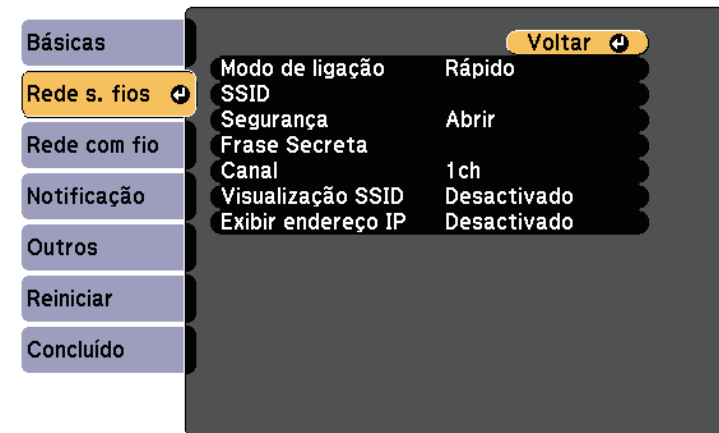 Básicas
Rede s. fios
Rede com fio
Notificação
Outros
Reiniciar
Concluído
Voltar
Modo de ligação Rápido
SSID
Segurança Abrir
Frase Secreta
Canal 1ch
Visualização SSID Desactivado
Exibir endereço IP Desactivado